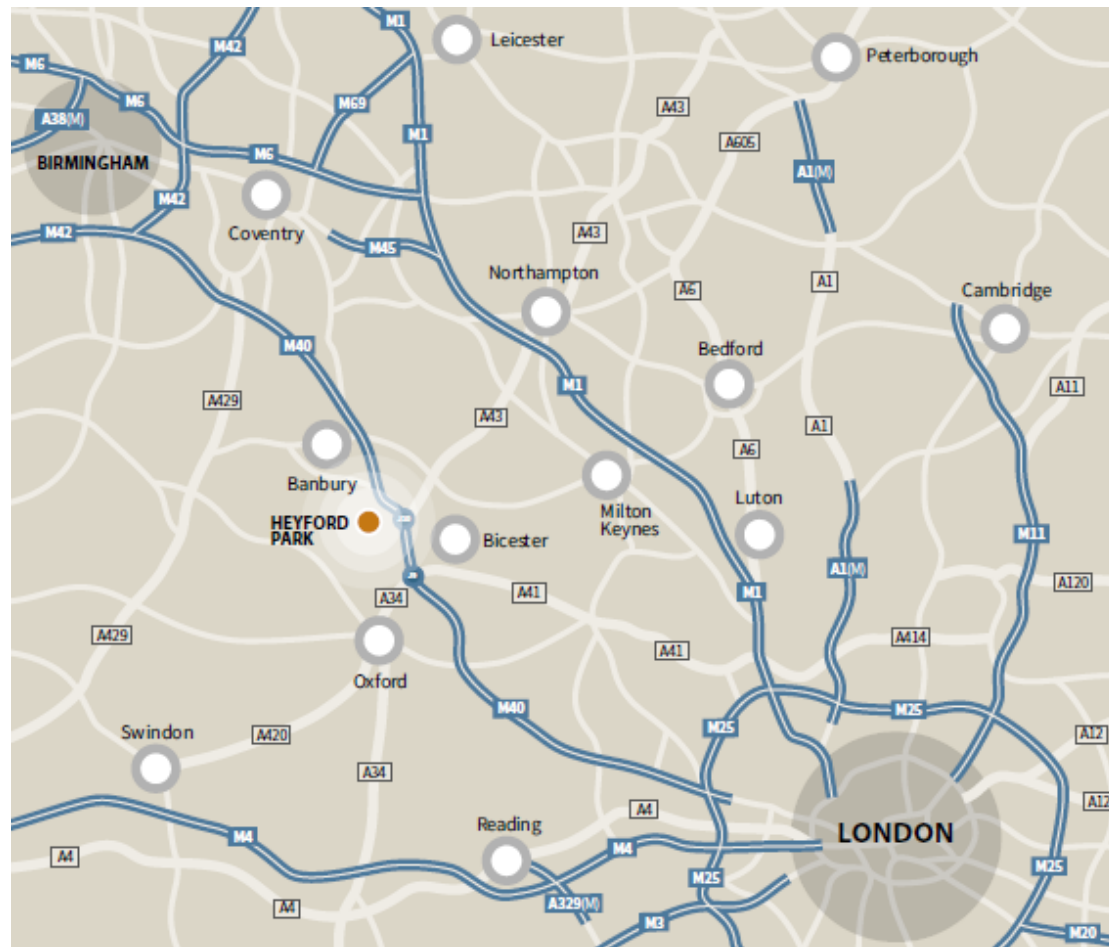 M1
Leicester
M42
Peterborough
M6
M6
M69
A43
A38(M)
M1
A605
BIRMINGHAM
M6
A1(M)
M42
Coventry
M42
M45
A43
Northampton
A1
A6
Cambridge
M40
Bedford
M1
A11
A429
A43
A1
A6
Banbury
Milton
Keynes
Luton
HEYFORD
PARK
Bicester
M11
A1(M)
A120
A34
A41
M1
A429
A414
A41
Oxford
M40
M25
M25
Swindon
A420
A12
A34
A12
A4
Reading
LONDON
M4
M4
A4
M25
M25
A329(M)
A4
M3
M20